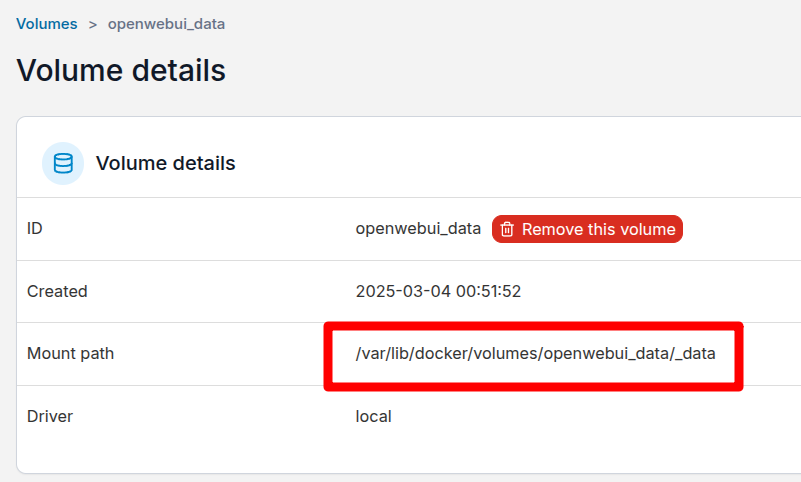 Volumes > openwebui_data
Volume details
Volume details
ID openwebui_data Remove this volume
Created 2025-03-04 00:51:52
Mount path /var/lib/docker/volumes/openwebui_data/_data
Driver local